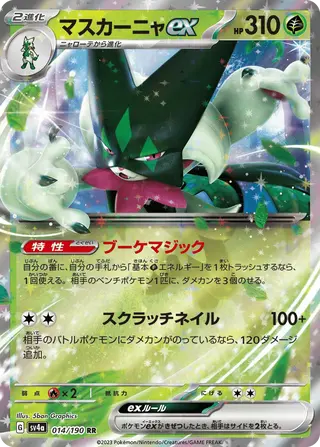 2進化
マスカーニャex
HP310
ニャローテから進化
特性 とくせい
ブーケマジック
自分の番に、自分の手札から「基本エネルギー」を1枚トラッシュするなら、
1回使える。相手のベンチポケモン1匹に、ダメカンを3個のせる。
スクラッチネイル 100+
相手のバトルポケモンにダメカンがのっているなら、120ダメージ
追加。
弱点 ×2 抵抗力 にげる
Illus. 5ban Graphics
G sv4a 014/190 RR
exルール
ポケモンexがきぜつしたとき、相手はサイドを2枚とる。
©2023 Pokémon/Nintendo/Creatures/GAME FREAK.